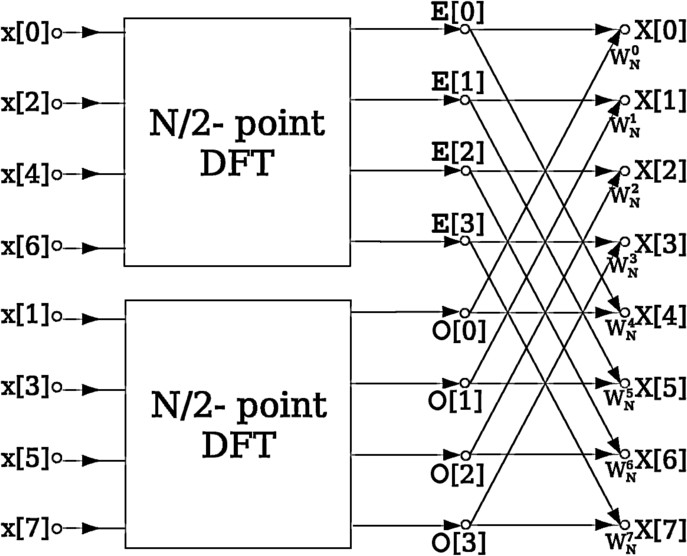 x[0] E[0] X[0]
W_N^0
x[2] E[1] X[1]
W_N^1
N/2- point
DFT
x[4] E[2] X[2]
W_N^2
x[6] E[3] X[3]
W_N^3
x[1] O[0] W_N^4 X[4]
x[3] O[1] W_N^5 X[5]
N/2- point
DFT
x[5] O[2] W_N^6 X[6]
x[7] O[3] W_N^7 X[7]